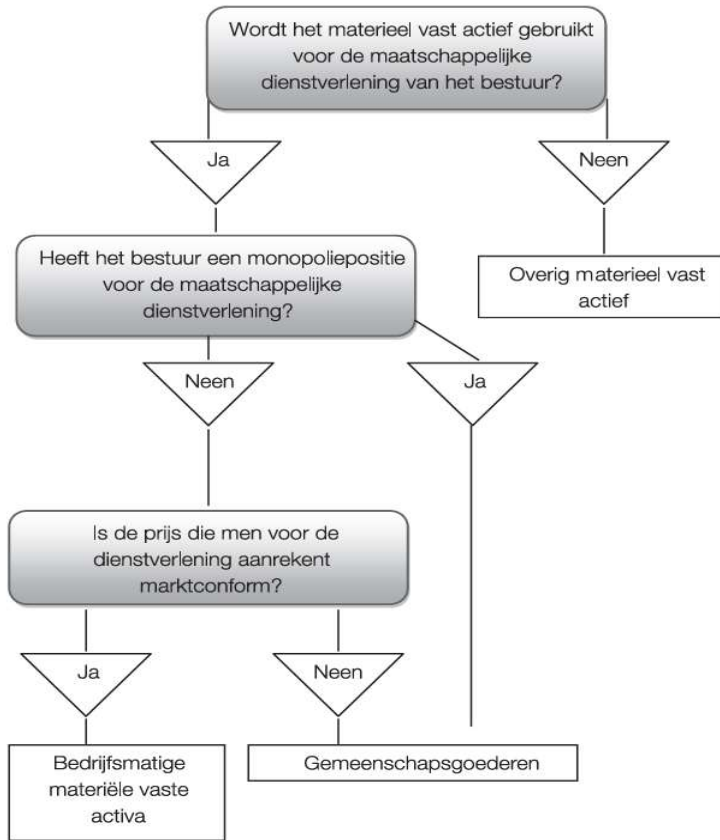 Wordt het materieel vast actief gebruikt
voor de maatschappelijke
dienstverlening van het bestuur?
Ja
Neen
Heeft het bestuur een monopoliepositie
voor de maatschappelijke
dienstverlening?
Overig materieel vast
actief
Neen
Ja
Is de prijs die men voor de
dienstverlening aanrekent
marktconform?
Ja
Neen
Bedrijfsmatige
materiële vaste
activa
Gemeenschapsgoederen